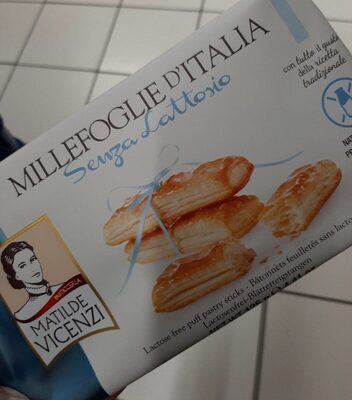 MILLEFOGLIE D'ITALIA
Senza Lattosio
con tutto il gusto
della ricetta
tradizionale
MATILDE
VICENZI
Lactose free puff pastry sticks - Bâtonnets feuilletés sans lactose
Lactosefreie Blätterteigstangen